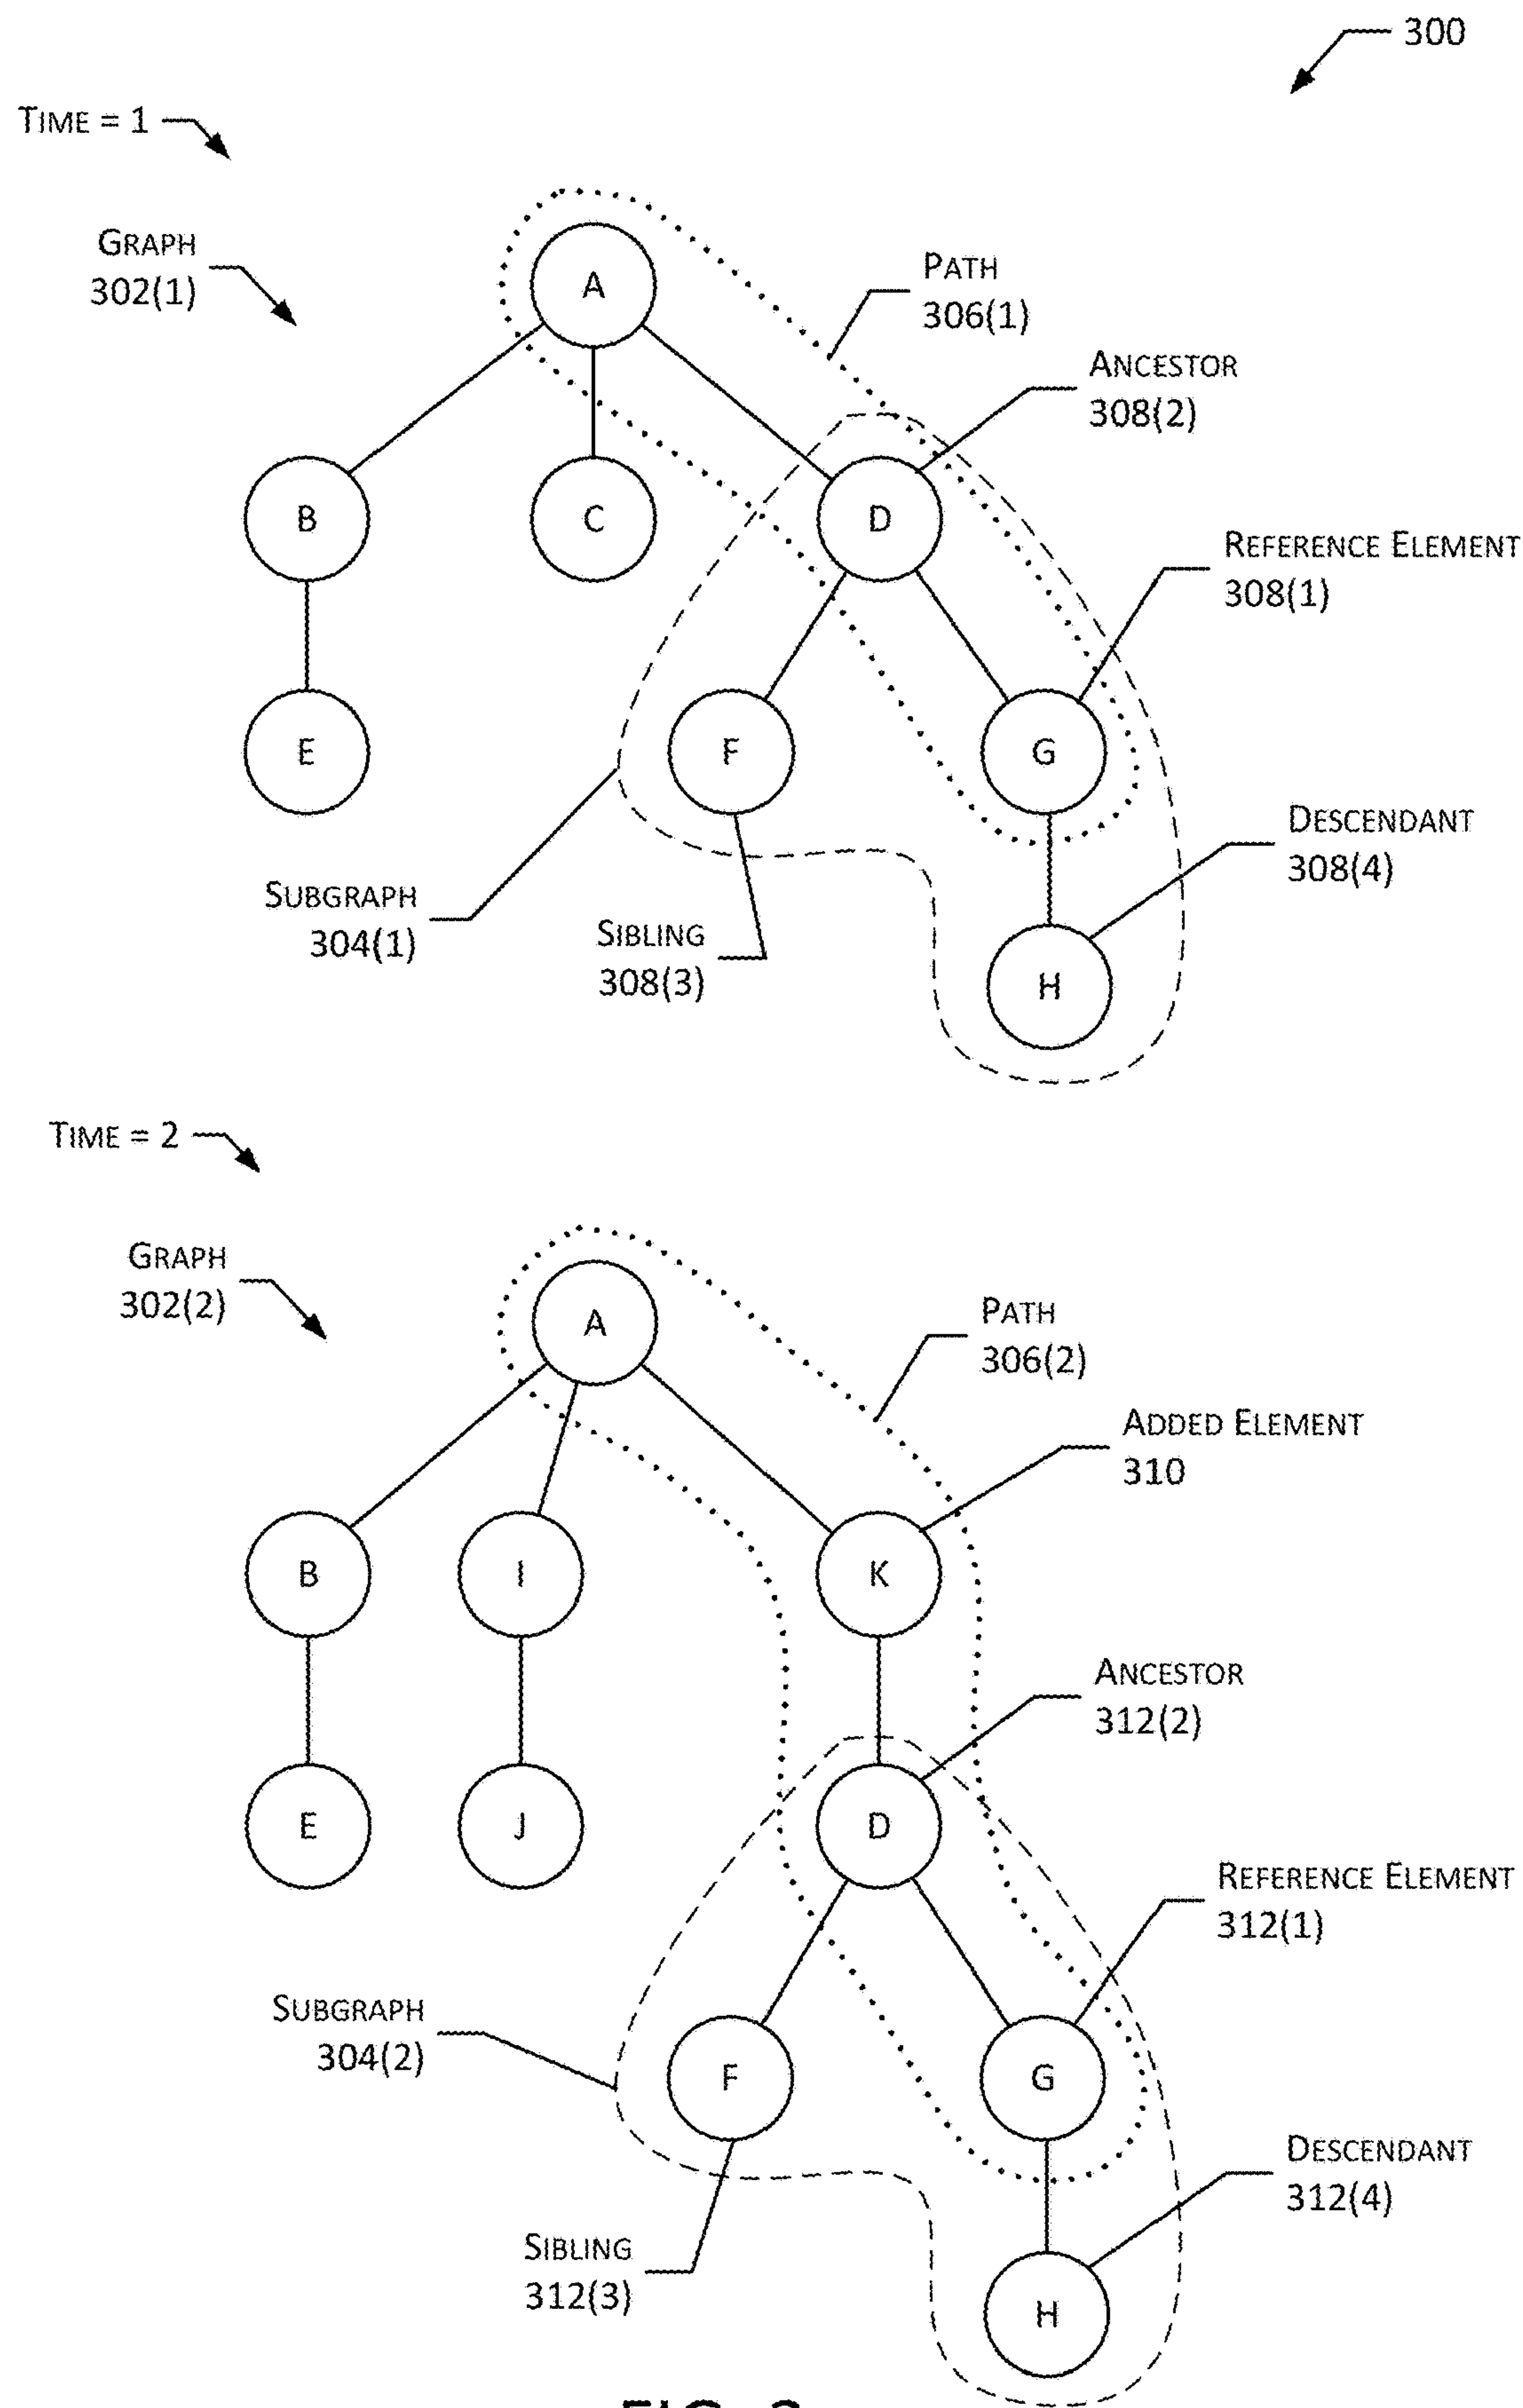 300
TIME = 1
GRAPH
302(1)
A
PATH
306(1)
ANCESTOR
308(2)
B
C
D
REFERENCE ELEMENT
308(1)
E
F
G
DESCENDANT
308(4)
SUBGRAPH
304(1)
SIBLING
308(3)
H
TIME = 2
GRAPH
302(2)
A
PATH
306(2)
ADDED ELEMENT
310
B
I
K
ANCESTOR
312(2)
E
J
D
REFERENCE ELEMENT
312(1)
SUBGRAPH
304(2)
F
G
DESCENDANT
312(4)
SIBLING
312(3)
H